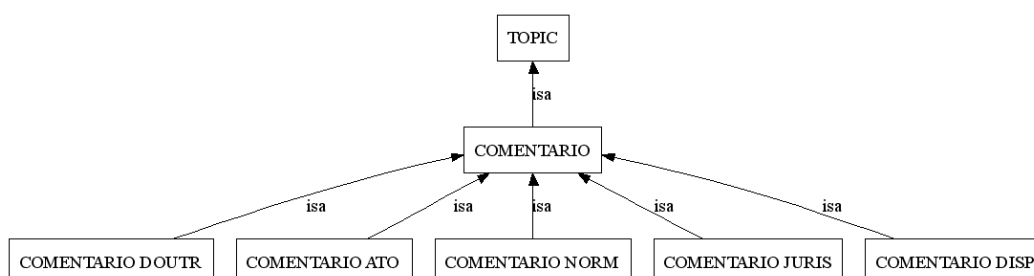 TOPIC
isa
COMENTARIO
isa isa isa isa isa
COMENTARIO DOUTR COMENTARIO ATO COMENTARIO NORM COMENTARIO JURIS COMENTARIO DISP